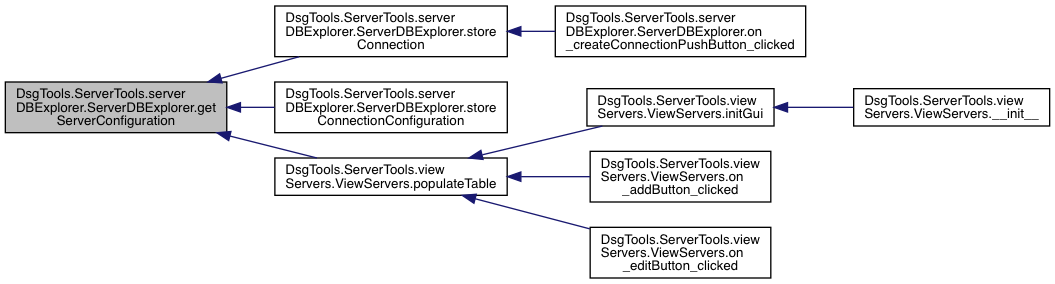 DsgTools.ServerTools.server
DBExplorer.ServerDBExplorer.get
ServerConfiguration
DsgTools.ServerTools.server
DBExplorer.ServerDBExplorer.store
Connection
DsgTools.ServerTools.server
DBExplorer.ServerDBExplorer.on
_createConnectionPushButton_clicked
DsgTools.ServerTools.server
DBExplorer.ServerDBExplorer.store
ConnectionConfiguration
DsgTools.ServerTools.view
Servers.ViewServers.populateTable
DsgTools.ServerTools.view
Servers.ViewServers.initGui
DsgTools.ServerTools.view
Servers.ViewServers.__init__
DsgTools.ServerTools.view
Servers.ViewServers.on
_addButton_clicked
DsgTools.ServerTools.view
Servers.ViewServers.on
_editButton_clicked